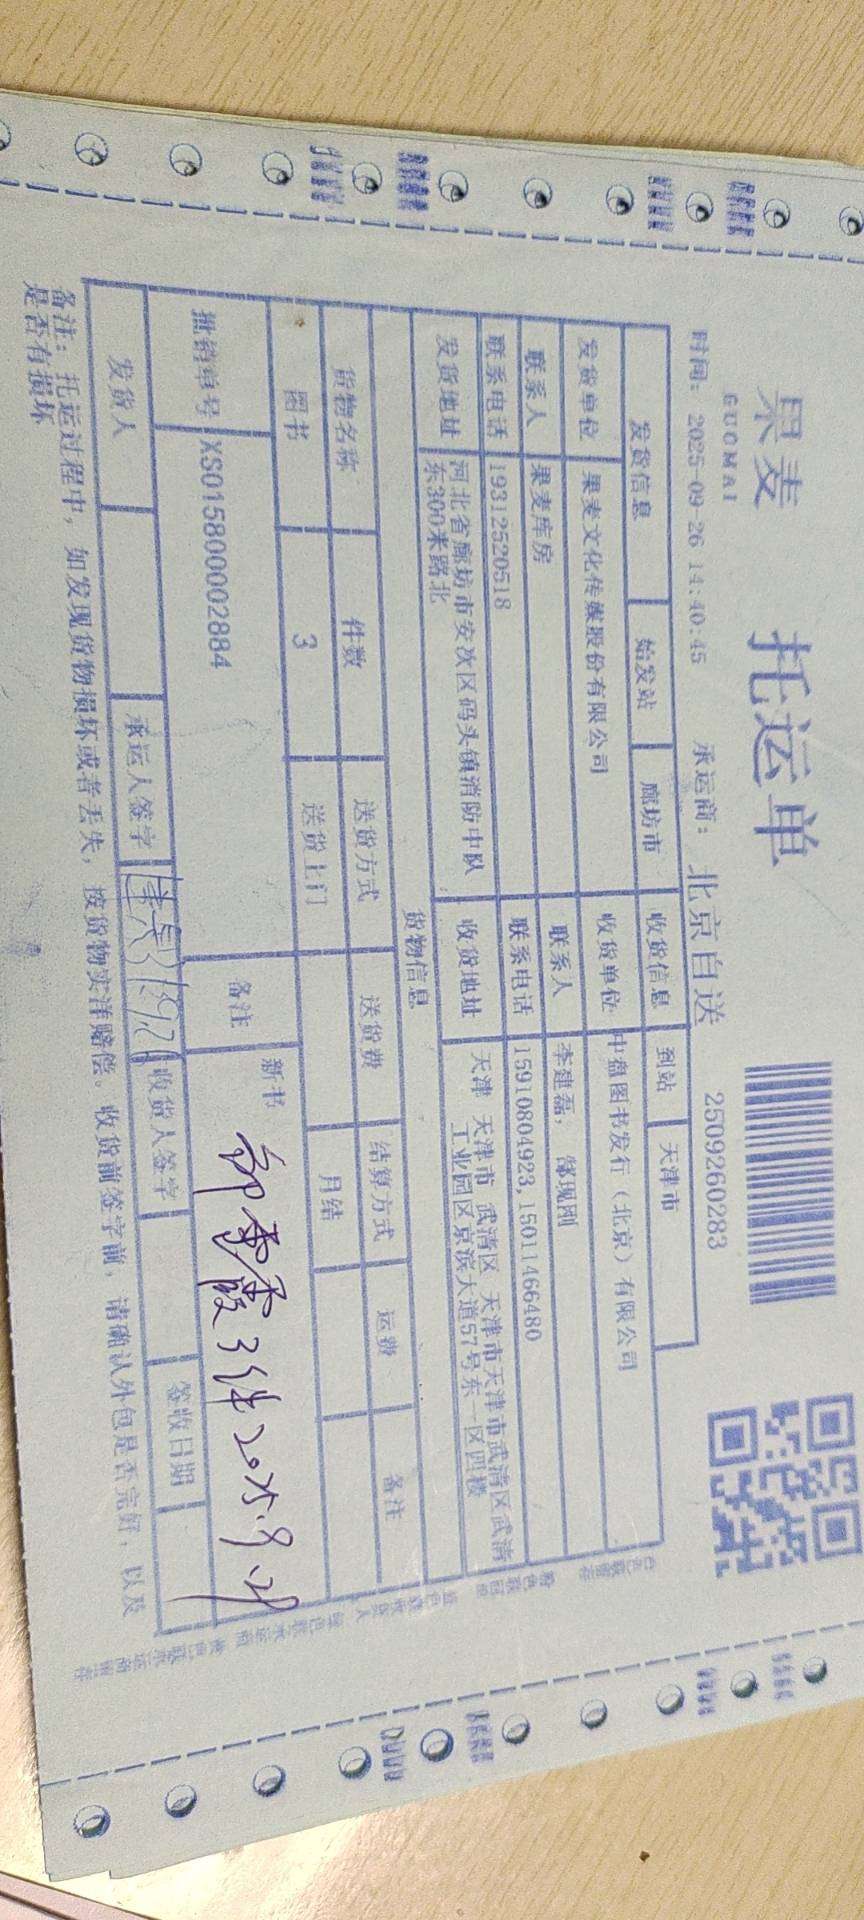 果麦
GUOMAI
托运单
2509260283
时间: 2025-09-26 14:40:45 承运商: 北京自送
发货信息 始发站 廊坊市 收货信息 到站 天津市
发货单位 果麦文化传媒股份有限公司 收货单位 中盘图书发行（北京）有限公司
联系人 果麦库房 联系人 李建磊, 鄢现刚
联系电话 19312520518 联系电话 15910804923,15011466480
发货地址 河北省廊坊市安次区码头镇消防中队 收货地址 天津 天津市 武清区 天津市天津市武清区武清
东300米路北 工业园区京滨大道57号东一区四楼
货物信息
货物名称 件数 送货方式 送货费 结算方式 运费 备注
图书 3 送货上门 月结
批销单号 XS015800002884 备注 新书
3件 2025.9.29
发货人 承运人签字 收货人签字 签收日期
备注: 托运过程中, 如发现货物损坏或者丢失, 按货物实洋赔偿。收货前签字前, 请确认外包是否完好, 以及
是否有损坏